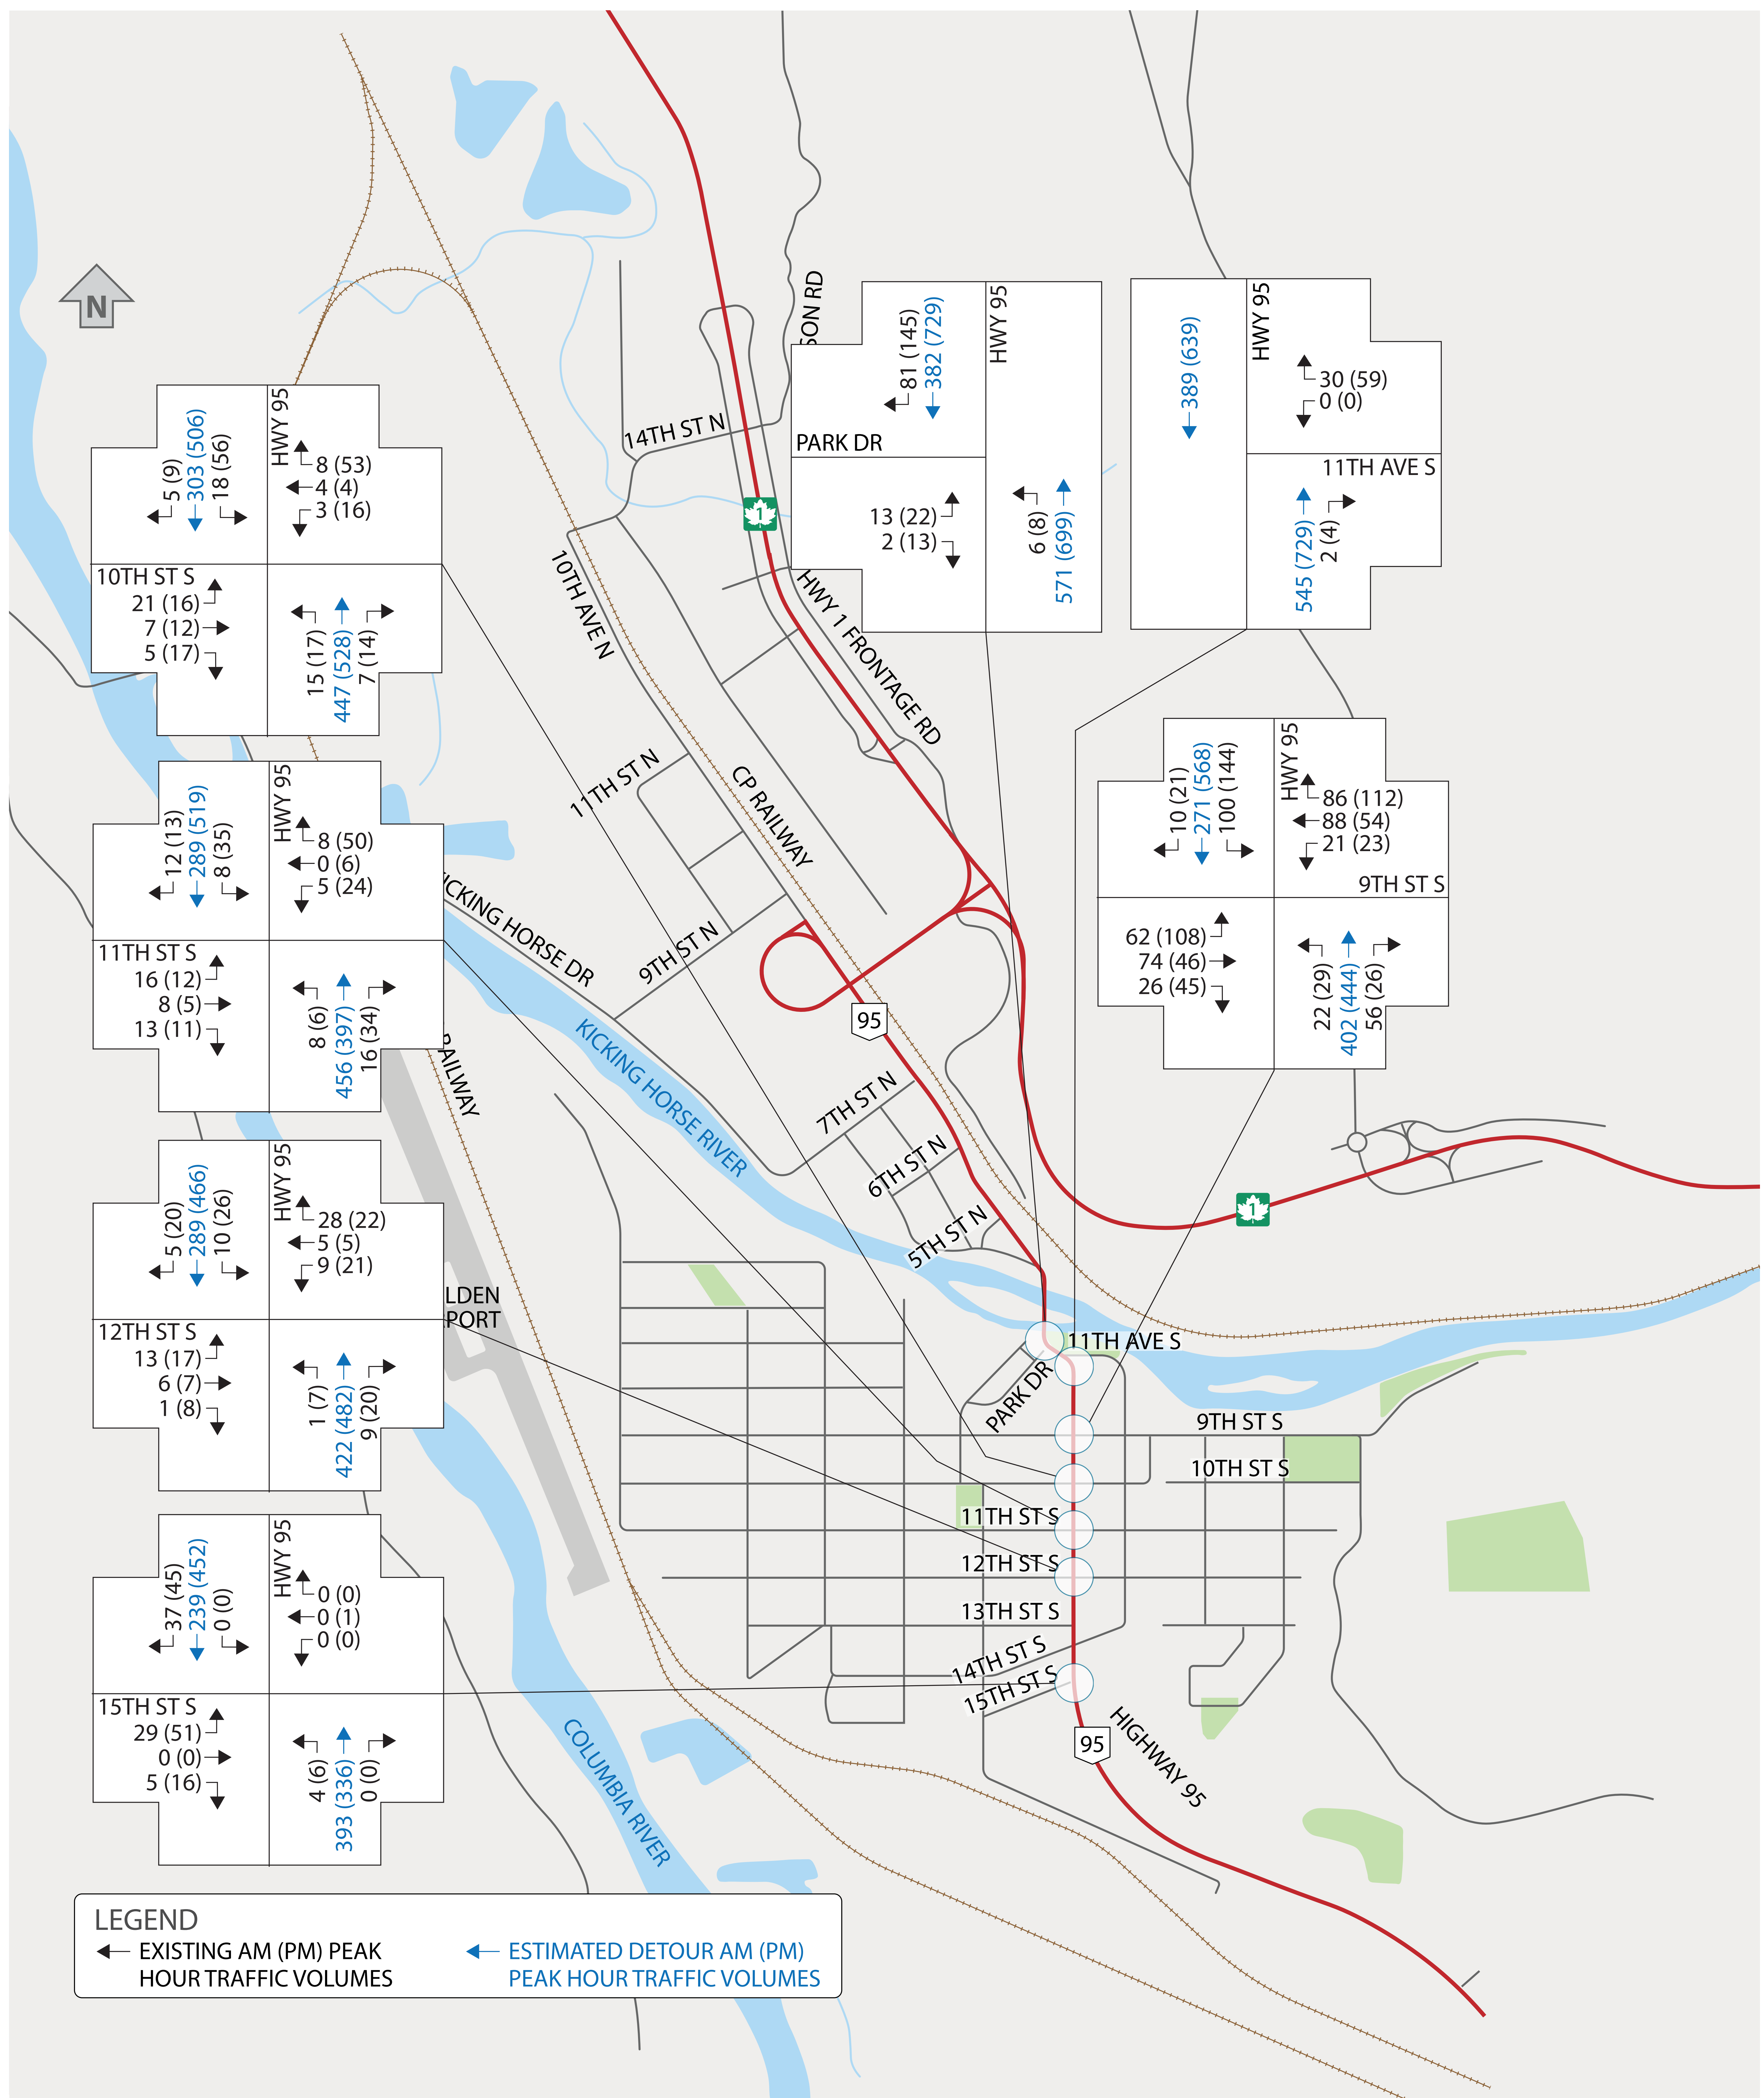 N
SON RD
14TH ST N
1
10TH AVE N
HWY 1 FRONTAGE RD
11TH ST N
CP RAILWAY
9TH ST N
KICKING HORSE DR
95
KICKING HORSE RIVER
7TH ST N
6TH ST N
5TH ST N
1
RAILWAY
LDEN
PORT
11TH AVE S
PARK DR
9TH ST S
10TH ST S
11TH ST S
12TH ST S
13TH ST S
14TH ST S
15TH ST S
95
HIGHWAY 95
COLUMBIA RIVER
HWY 95
81 (145)
382 (729)
PARK DR
13 (22)
2 (13)
6 (8)
571 (699)
HWY 95
389 (639)
30 (59)
0 (0)
11TH AVE S
545 (729)
2 (4)
HWY 95
5 (9)
303 (506)
18 (56)
8 (53)
4 (4)
3 (16)
10TH ST S
21 (16)
7 (12)
5 (17)
15 (17)
447 (528)
7 (14)
HWY 95
10 (21)
271 (568)
100 (144)
86 (112)
88 (54)
21 (23)
9TH ST S
62 (108)
74 (46)
26 (45)
22 (29)
402 (444)
56 (26)
HWY 95
12 (13)
289 (519)
8 (35)
8 (50)
0 (6)
5 (24)
11TH ST S
16 (12)
8 (5)
13 (11)
8 (6)
456 (397)
16 (34)
HWY 95
5 (20)
289 (466)
10 (26)
28 (22)
5 (5)
9 (21)
12TH ST S
13 (17)
6 (7)
1 (8)
1 (7)
422 (482)
9 (20)
HWY 95
37 (45)
239 (452)
0 (0)
0 (0)
0 (1)
0 (0)
15TH ST S
29 (51)
0 (0)
5 (16)
4 (6)
393 (336)
0 (0)
LEGEND
EXISTING AM (PM) PEAK
HOUR TRAFFIC VOLUMES
ESTIMATED DETOUR AM (PM)
PEAK HOUR TRAFFIC VOLUMES